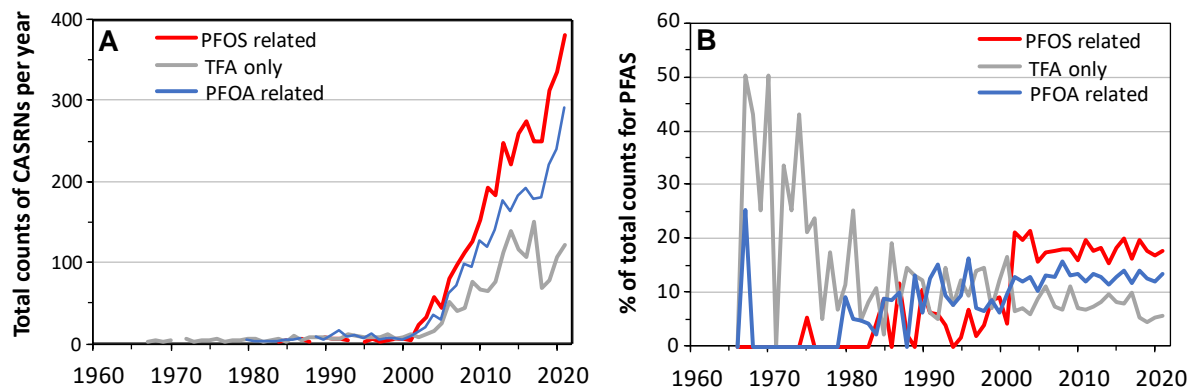 A
PFOS related
TFA only
PFOA related
Total counts of CASRNs per year
400
300
200
100
0
1960 1970 1980 1990 2000 2010 2020
B
PFOS related
TFA only
PFOA related
% of total counts for PFAS
60
50
40
30
20
10
0
1960 1970 1980 1990 2000 2010 2020